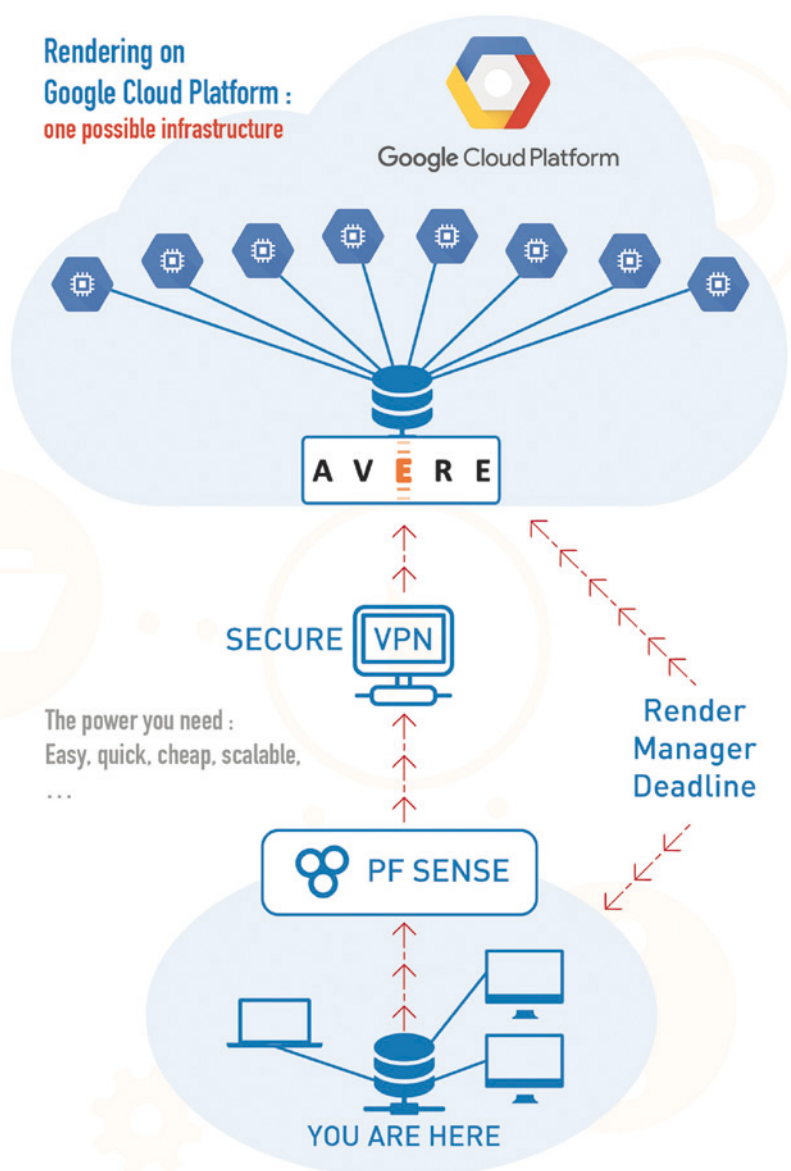 Rendering on
Google Cloud Platform :
one possible infrastructure
Google Cloud Platform
A V E R E
SECURE VPN
The power you need :
Easy, quick, cheap, scalable,
...
Render
Manager
Deadline
PF SENSE
YOU ARE HERE